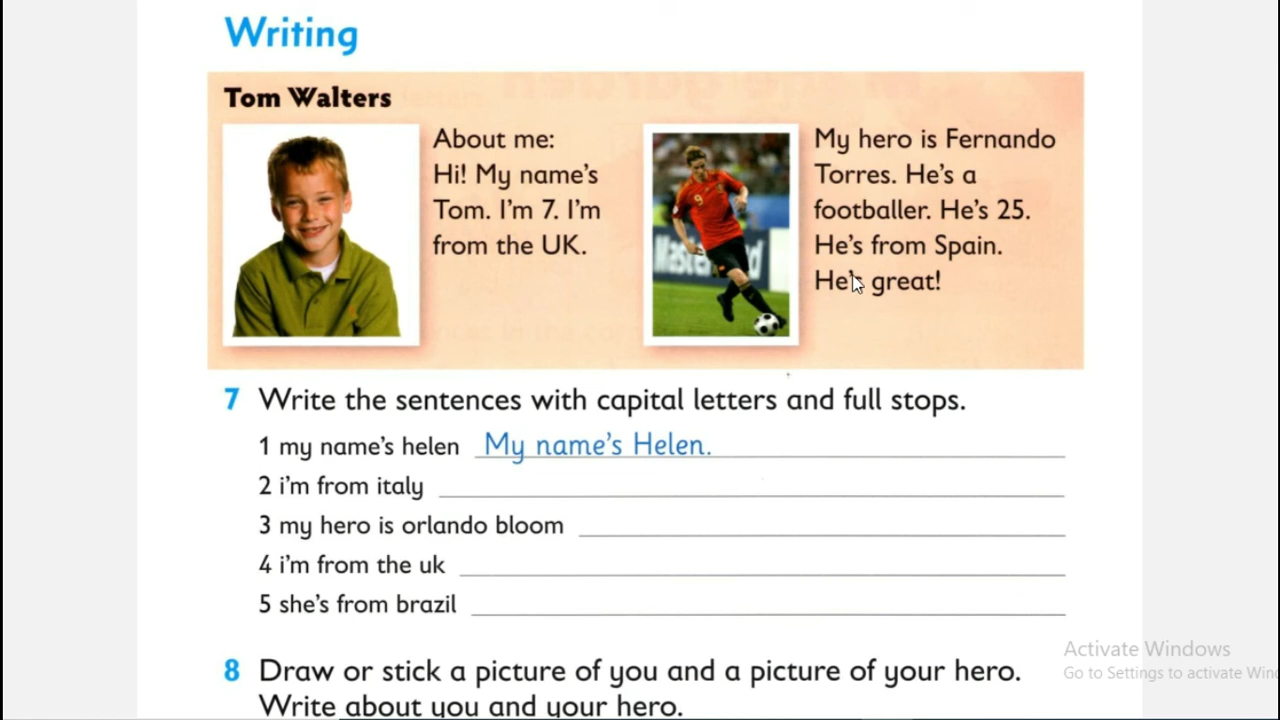 Writing
Tom Walters
About me:
Hi! My name's
Tom. I'm 7. I'm
from the UK.
My hero is Fernando
Torres. He's a
footballer. He's 25.
He's from Spain.
He's great!
7 Write the sentences with capital letters and full stops.
1 my name's helen My name's Helen.
2 i'm from italy
3 my hero is orlando bloom
4 i'm from the uk
5 she's from brazil
8 Draw or stick a picture of you and a picture of your hero.
Write about you and your hero.
Activate Windows
Go to Settings to activate Win